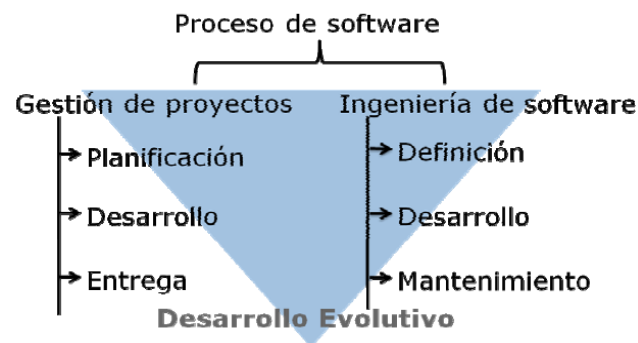 Proceso de software
Gestión de proyectos
Ingeniería de software
Planificación
Definición
Desarrollo
Desarrollo
Entrega
Mantenimiento
Desarrollo Evolutivo